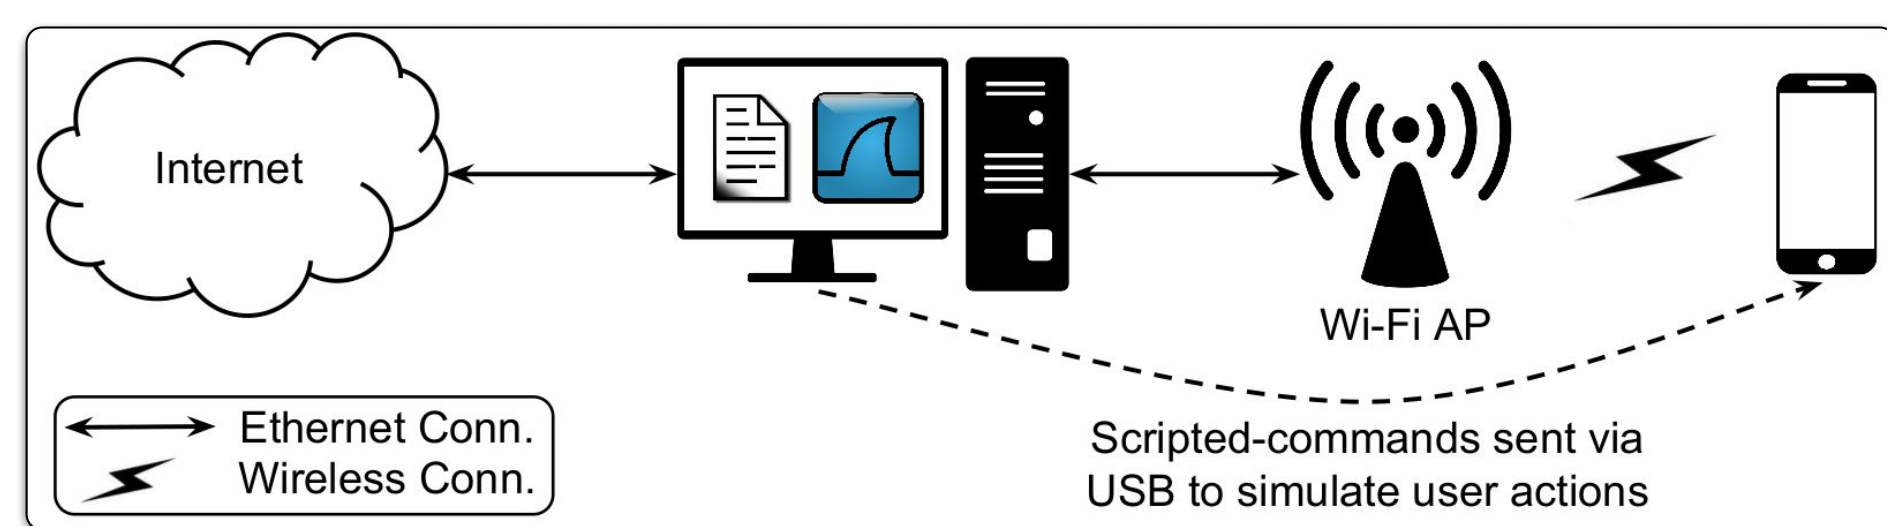 Internet
Wi-Fi AP
Ethernet Conn.
Wireless Conn.
Scripted-commands sent via
USB to simulate user actions